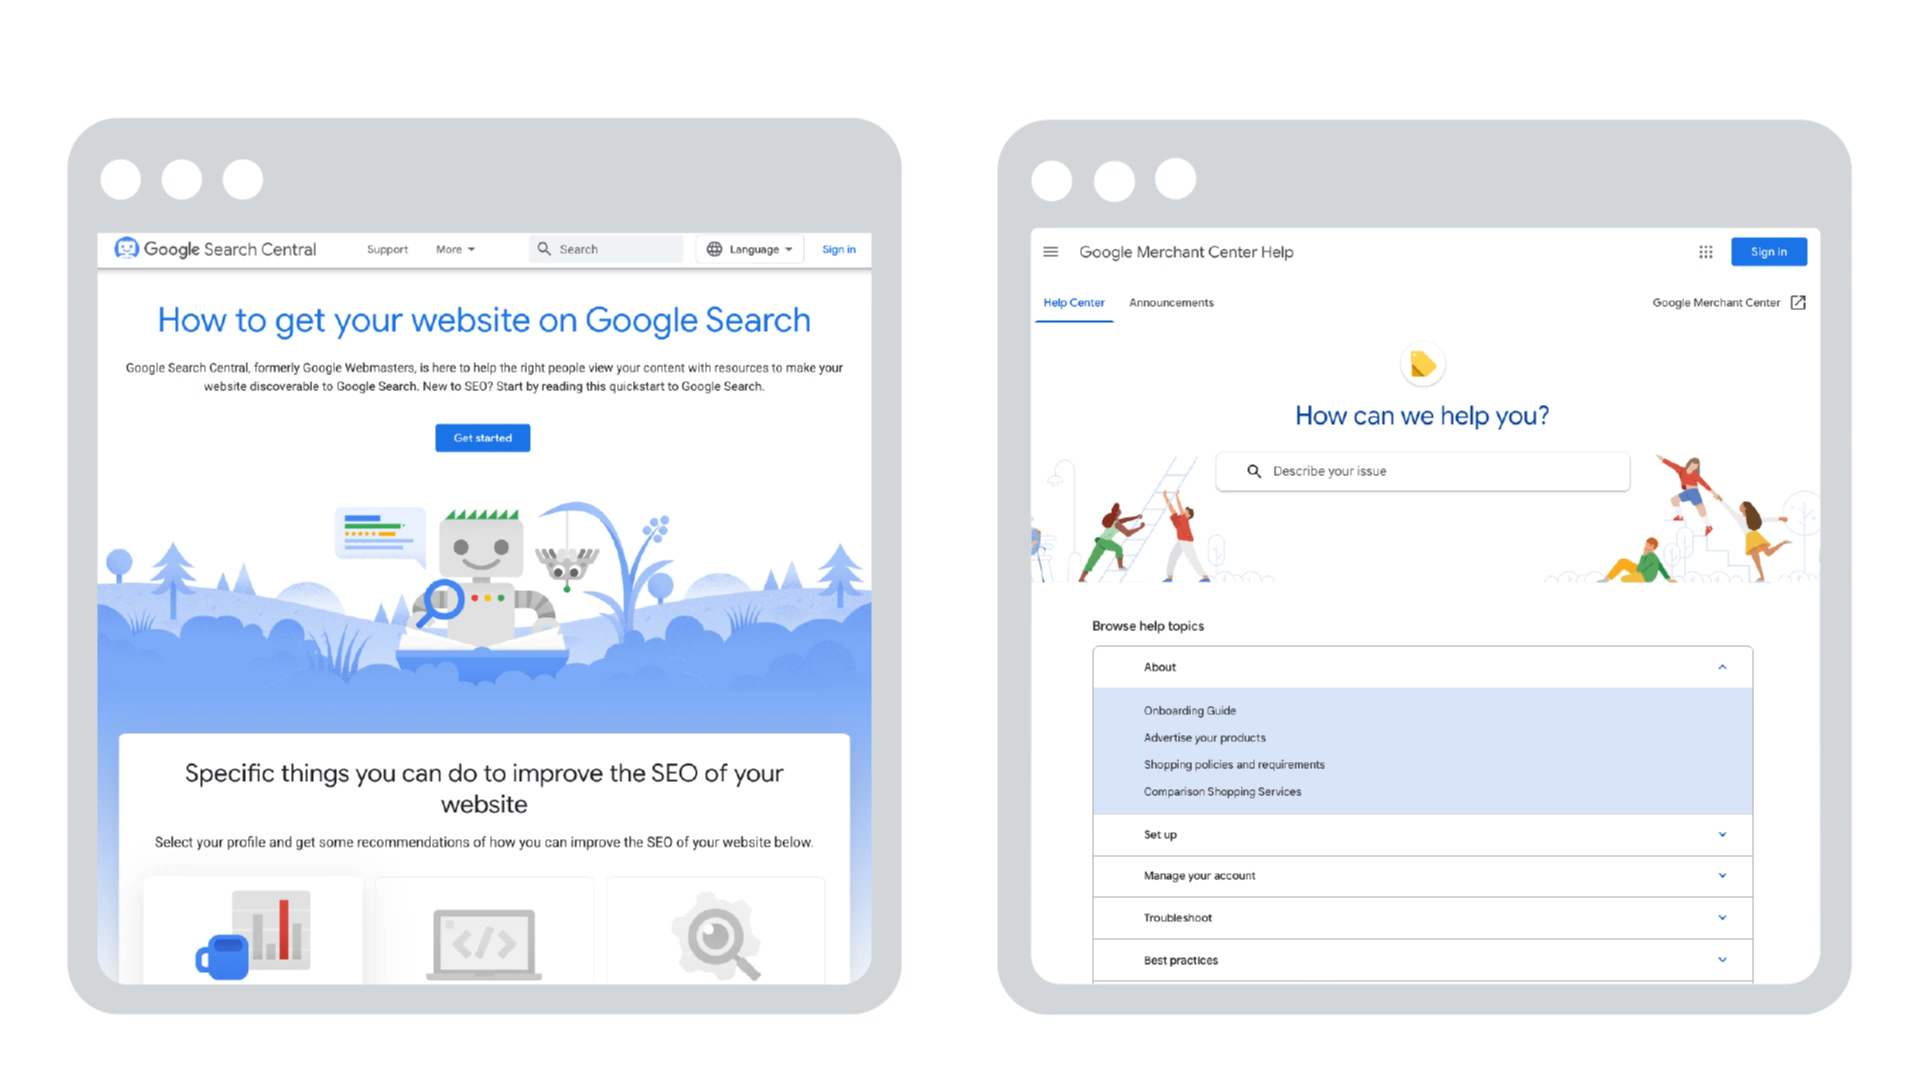 Google Search Central
Support
More
Search
Language
Sign in
How to get your website on Google Search
Google Search Central, formerly Google Webmasters, is here to help the right people view your content with resources to make your
website discoverable to Google Search. New to SEO? Start by reading this quickstart to Google Search.
Get started
Specific things you can do to improve the SEO of your
website
Select your profile and get some recommendations of how you can improve the SEO of your website below.
</>
Google Merchant Center Help
Sign in
Help Center
Announcements
Google Merchant Center
How can we help you?
Describe your issue
Browse help topics
About
Onboarding Guide
Advertise your products
Shopping policies and requirements
Comparison Shopping Services
Set up
Manage your account
Troubleshoot
Best practices